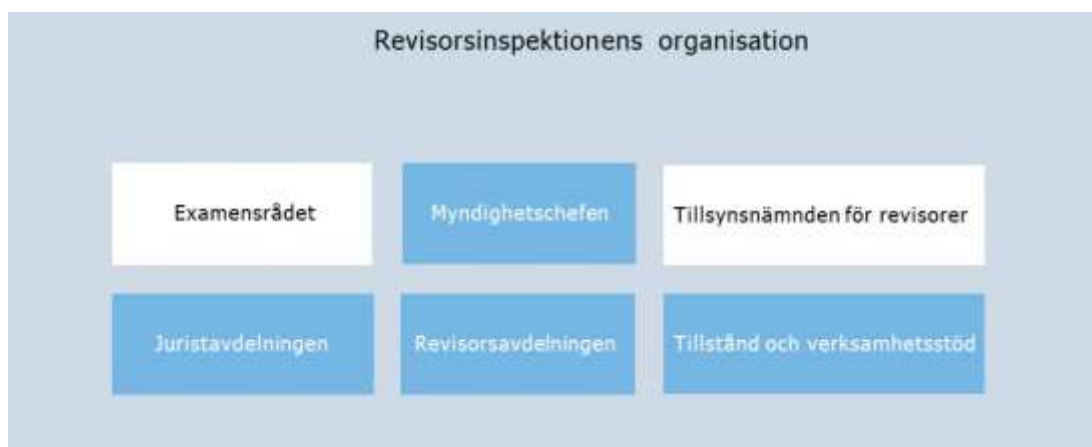 Revisorsinspektionens organisation
Examensrådet
Myndighetschefen
Tillsynsnämnden för revisorer
Juristavdelningen
Revisorsavdelningen
Tillstånd och verksamhetsstöd